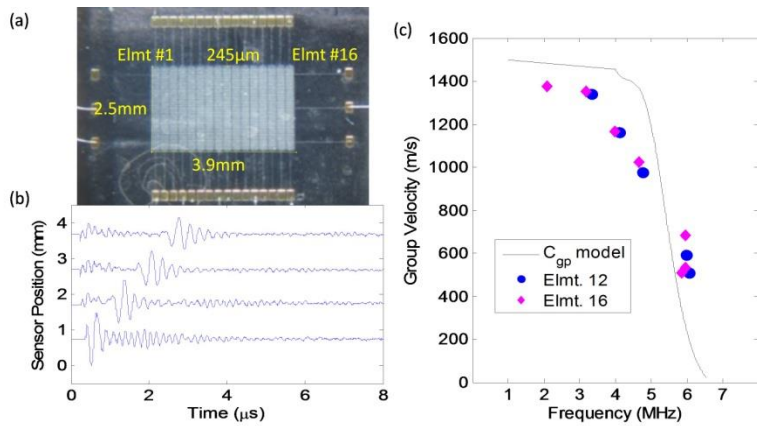 (a)
Elmt #1 245μm Elmt #16
2.5mm
3.9mm
(b)
Sensor Position (mm)
4
3
2
1
0
0 2 4 6 8
Time (μs)
(c)
Group Velocity (m/s)
1600
1400
1200
1000
800
600
400
200
0
C_gp model
Elmt. 12
Elmt. 16
1 2 3 4 5 6 7
Frequency (MHz)